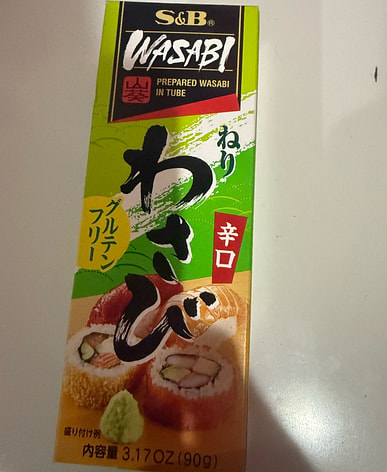 S&B®
WASABI
山葵
PREPARED WASABI
IN TUBE
ねり
わさび
グルテン
フリー
辛口
盛り付け例
内容量 3.17OZ(90g)